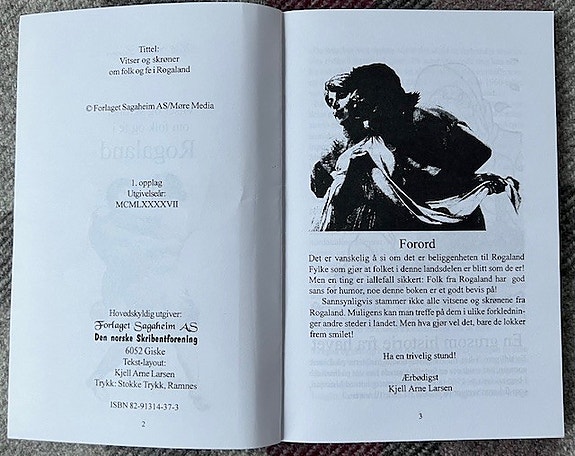 Tittel:
Vitser og skrøner
om folk og fe i Rogaland
© Forlaget Sagaheim AS/Møre Media
1. opplag
Utgivelseår:
MCMLXXXXVII
Hovedskyldig utgiver:
Forlaget Sagaheim AS
Den norske Skribentforening
6052 Giske
Tekst-layout:
Kjell Arne Larsen
Trykk: Stokke Trykk, Ramnes
ISBN 82-91314-37-3
2
Forord
Det er vanskelig å si om det er beliggenheten til Rogaland
Fylke som gjør at folket i denne landsdelen er blitt som de er!
Men en ting er iallefall sikkert: Folk fra Rogaland har god
sans for humor, noe denne boken er et godt bevis på!
Sannsynligvis stammer ikke alle vitsene og skrønene fra
Rogaland. Muligens kan man treffe på dem i ulike forklednin-
ger andre steder i landet. Men hva gjør vel det, bare de lokker
frem smilet!
Ha en trivelig stund!
Ærbødigst
Kjell Arne Larsen
3